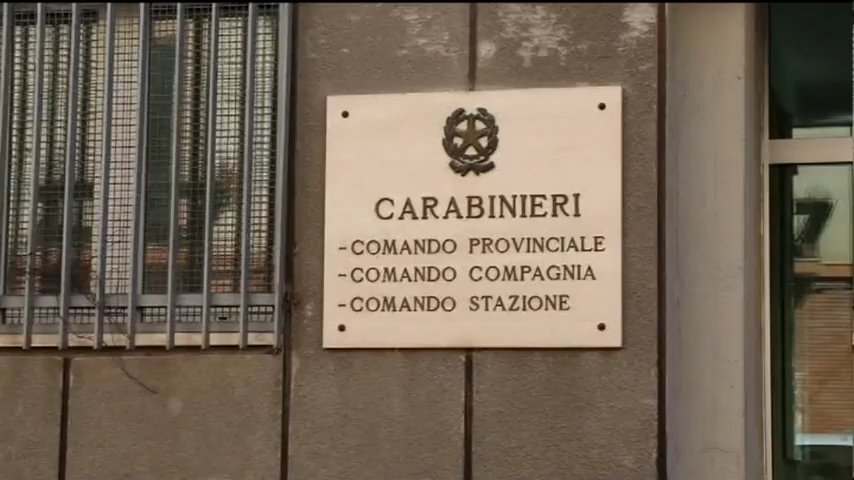 CARABINIERI
-COMANDO PROVINCIALE
-COMANDO COMPAGNIA
-COMANDO STAZIONE